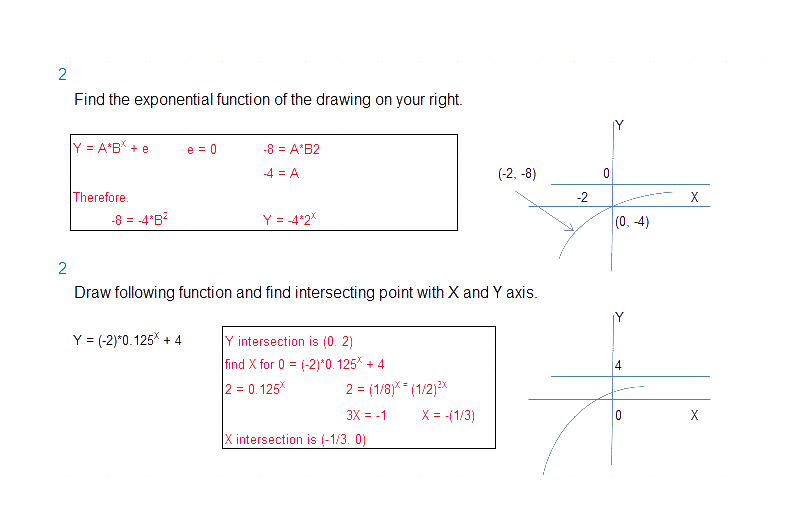 2
Find the exponential function of the drawing on your right.
Y = A*B^X + e e = 0 -8 = A*B2
-4 = A
Therefore.
-8 = -4*B² Y = -4*2^X
Y
(-2, -8) 0
-2 X
(0, -4)
2
Draw following function and find intersecting point with X and Y axis.
Y = (-2)*0.125^X + 4
Y intersection is (0. 2)
find X for 0 = (-2)*0.125^X + 4
2 = 0.125^X 2 = (1/8)^X = (1/2)^3X
3X = -1 X = -(1/3)
X intersection is (-1/3, 0)
Y
4
0 X